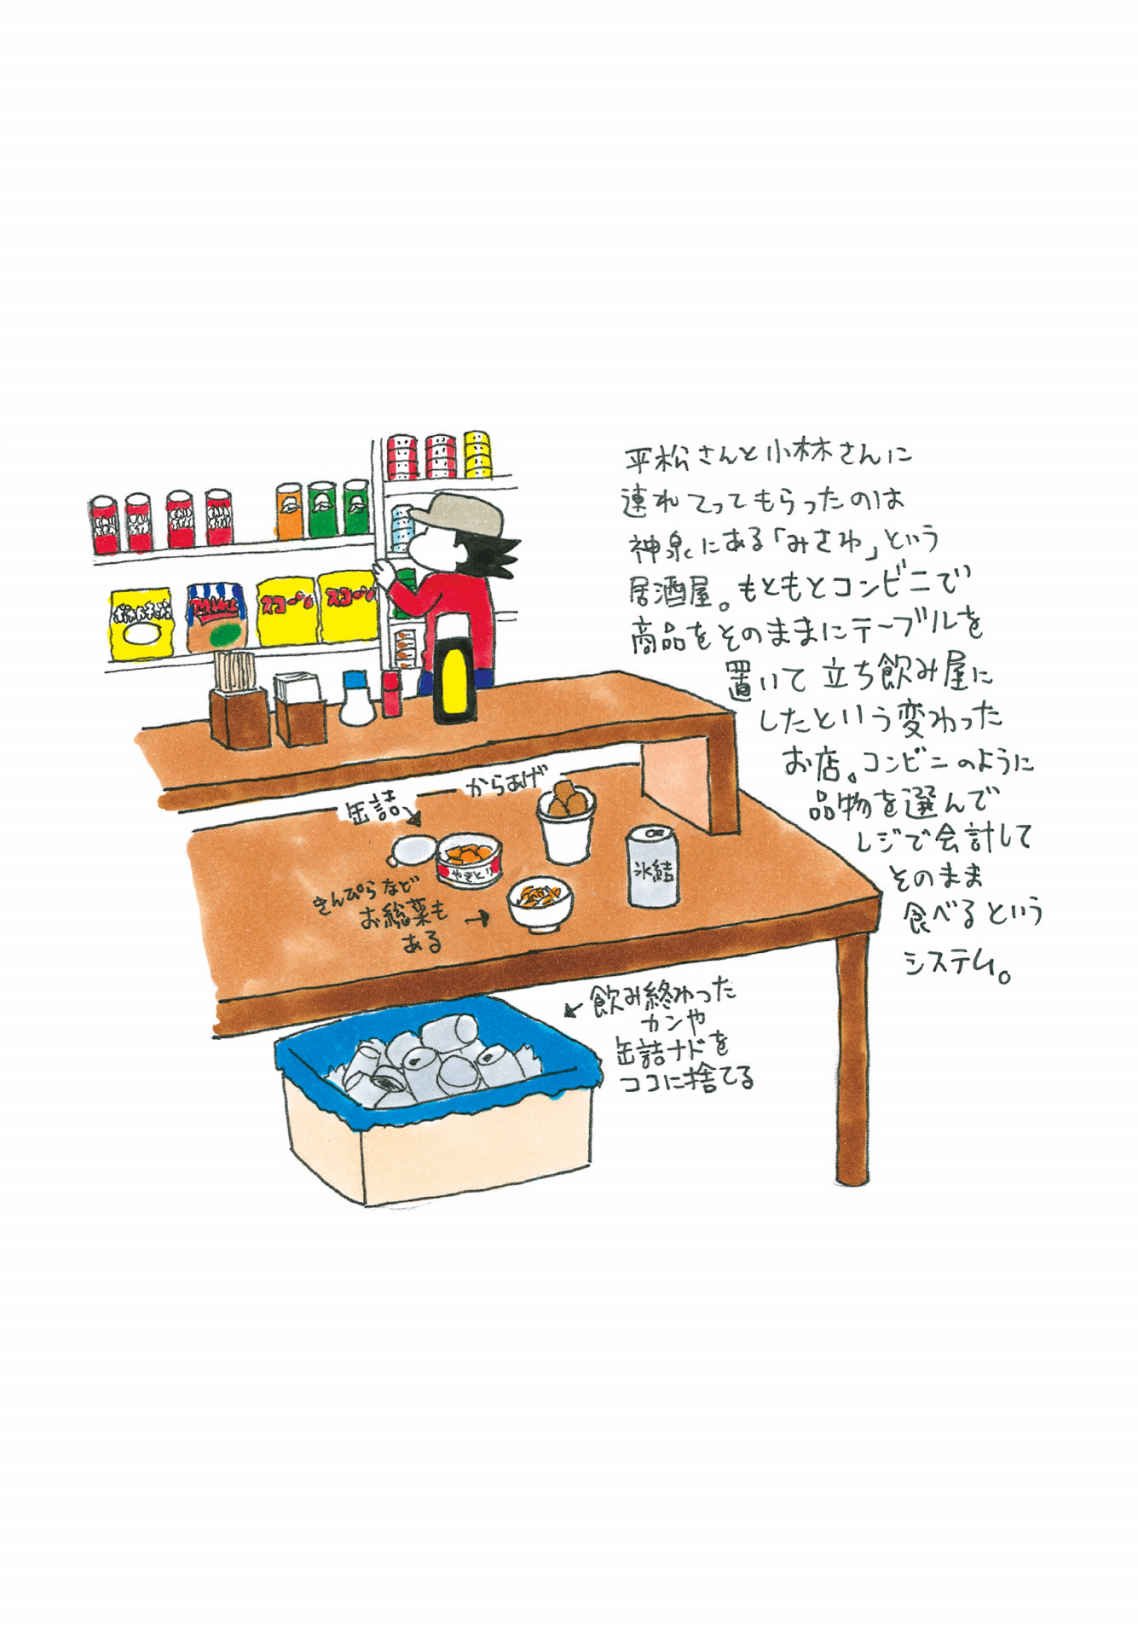 平松さんと小林さんに
連れてってもらったのは
神泉にある「みさわ」という
居酒屋。もともとコンビニで
商品をそのままにテーブルを
置いて立ち飲み屋に
したという変わった
お店。コンビニのように
品物を選んで
レジで会計して
そのまま
食べるという
システム。
スコーン
スコーン
からあげ
缶詰
やきとり
氷結
きんぴらなど
お総菜も
ある
飲み終わった
カンや
缶詰ナドを
ココに捨てる